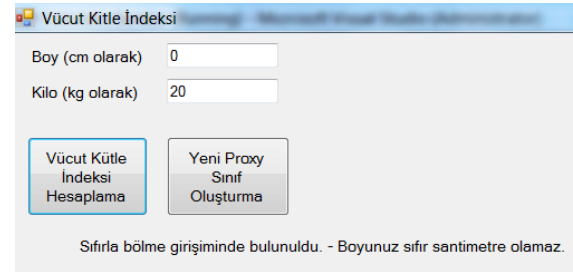 Vücut Kitle İndeksi
Boy (cm olarak) 0
Kilo (kg olarak) 20
Vücut Kütle Yeni Proxy
İndeksi Sınıf
Hesaplama Oluşturma
Sıfırla bölme girişiminde bulunuldu. - Boyunuz sıfır santimetre olamaz.